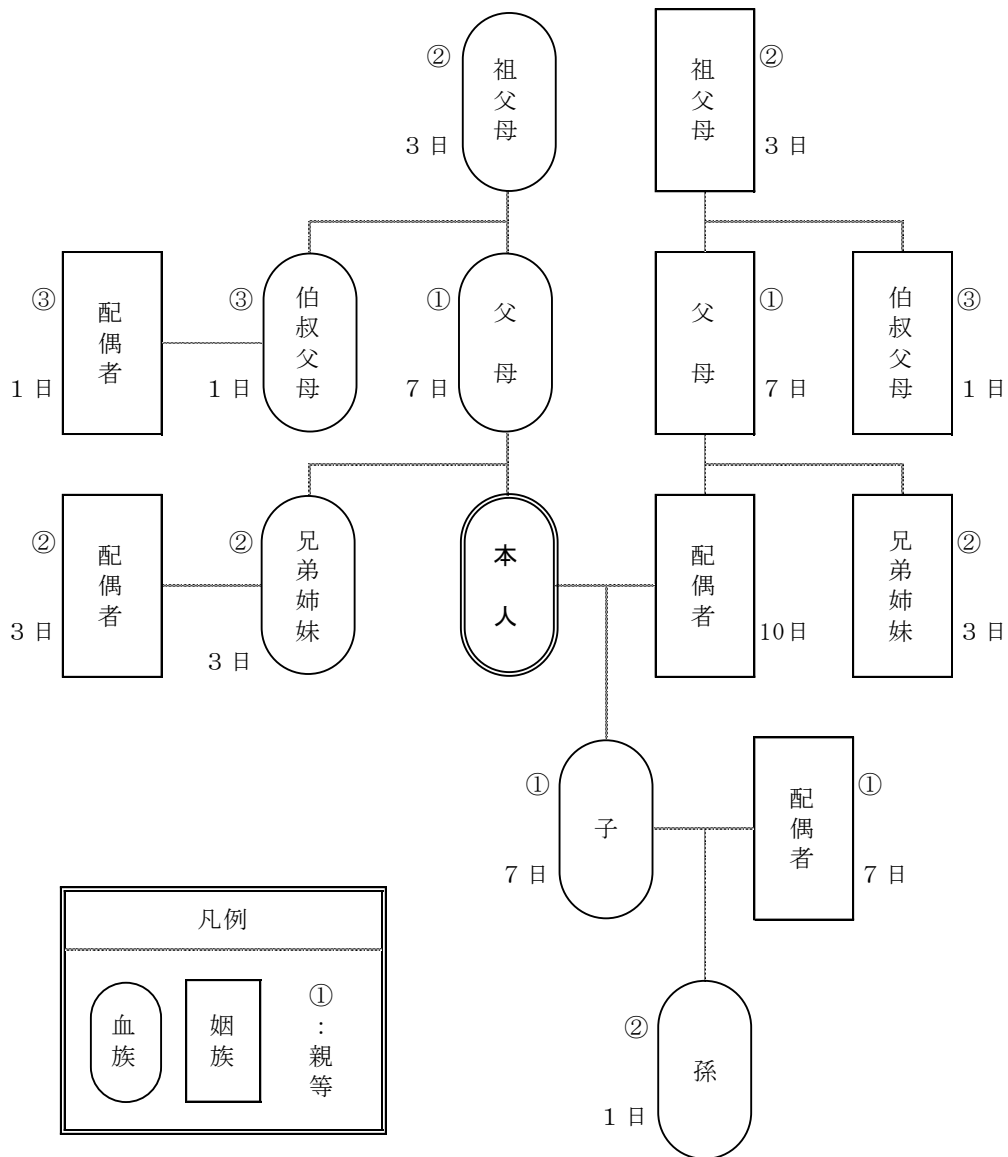 ② 祖父母 3日
祖父母 ② 3日
③ 配偶者 1日
③ 伯叔父母 1日
① 父母 7日
父母 ① 7日
伯叔父母 ③ 1日
② 配偶者 3日
② 兄弟姉妹 3日
本人
配偶者 10日
兄弟姉妹 ② 3日
① 子 7日
配偶者 ① 7日
② 孫 1日
凡例
血族
姻族
①:親等